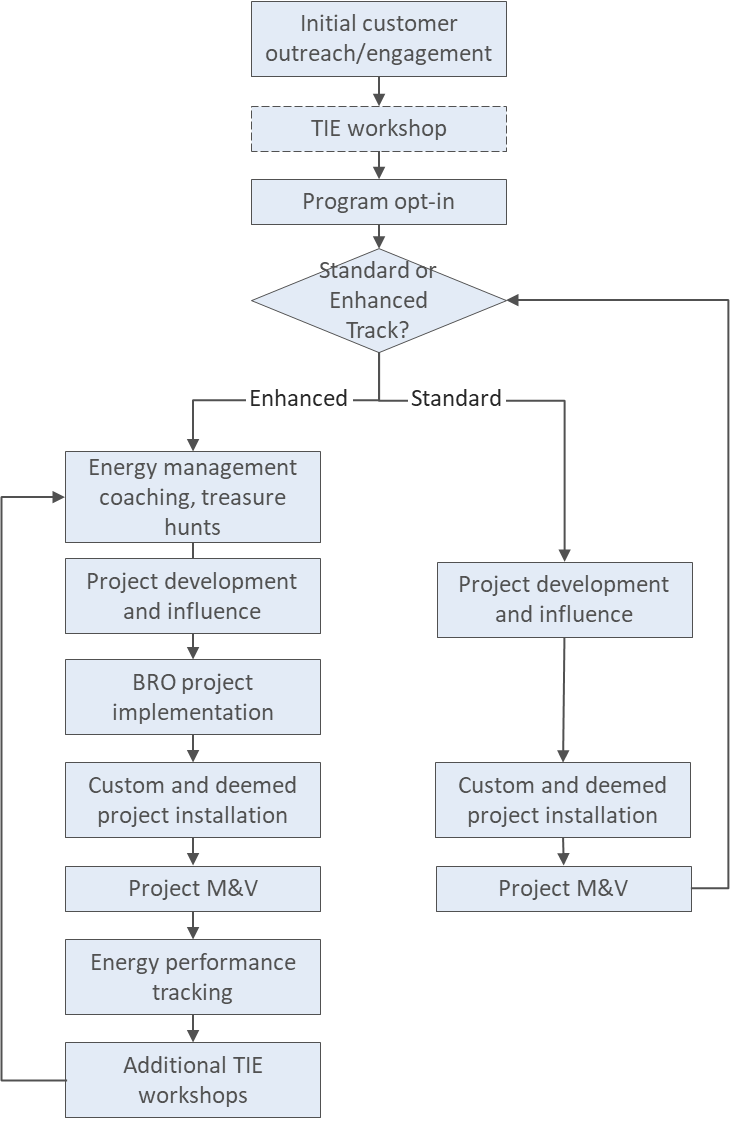 Initial customer
outreach/engagement
TIE workshop
Program opt-in
Standard or
Enhanced
Track?
Enhanced
Standard
Energy management
coaching, treasure
hunts
Project development
and influence
BRO project
implementation
Custom and deemed
project installation
Project M&V
Energy performance
tracking
Additional TIE
workshops
Project development
and influence
Custom and deemed
project installation
Project M&V